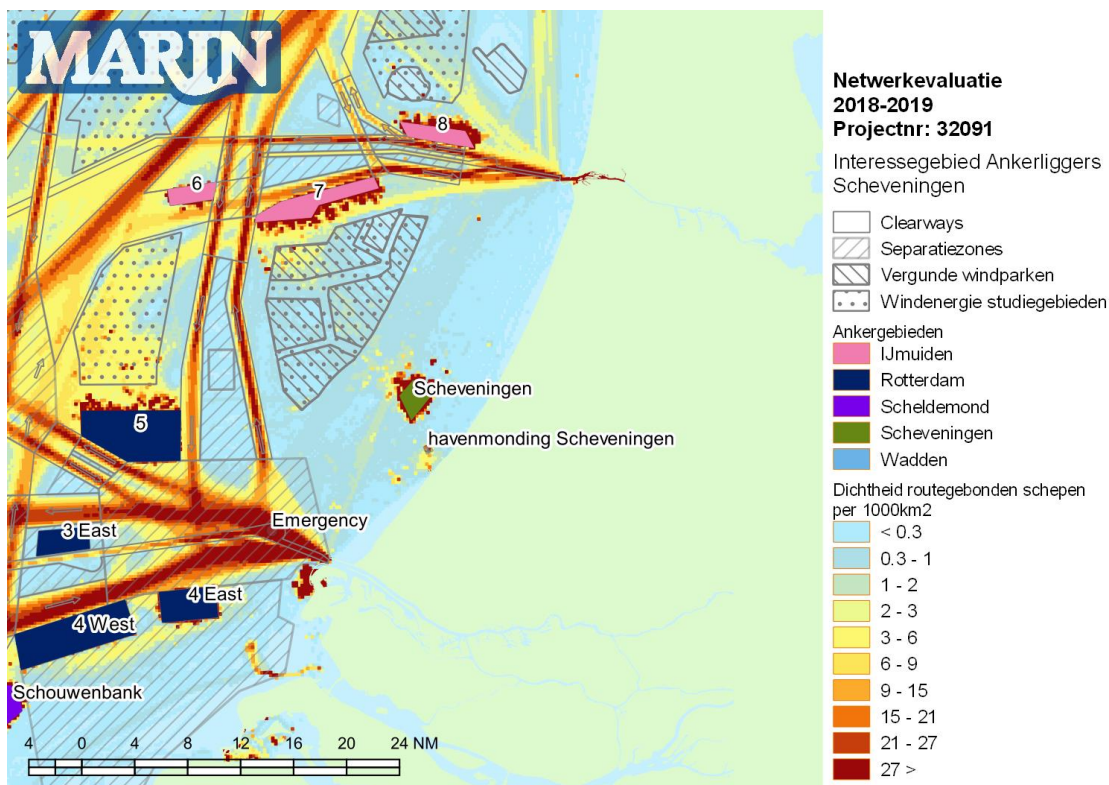 MARIN
8
6
7
Scheveningen
5
havenmonding Scheveningen
Emergency
3 East
4 East
4 West
Schouwenbank
4 0 4 8 12 16 20 24 NM
Netwerkevaluatie
2018-2019
Projectnr: 32091
Interessegebied Ankerliggers
Scheveningen
Clearways
Separatiezones
Vergunde windparken
Windenergie studiegebieden
Ankergebieden
IJmuiden
Rotterdam
Scheldemond
Scheveningen
Wadden
Dichtheid routegebonden schepen
per 1000km2
< 0.3
0.3 - 1
1 - 2
2 - 3
3 - 6
6 - 9
9 - 15
15 - 21
21 - 27
27 >